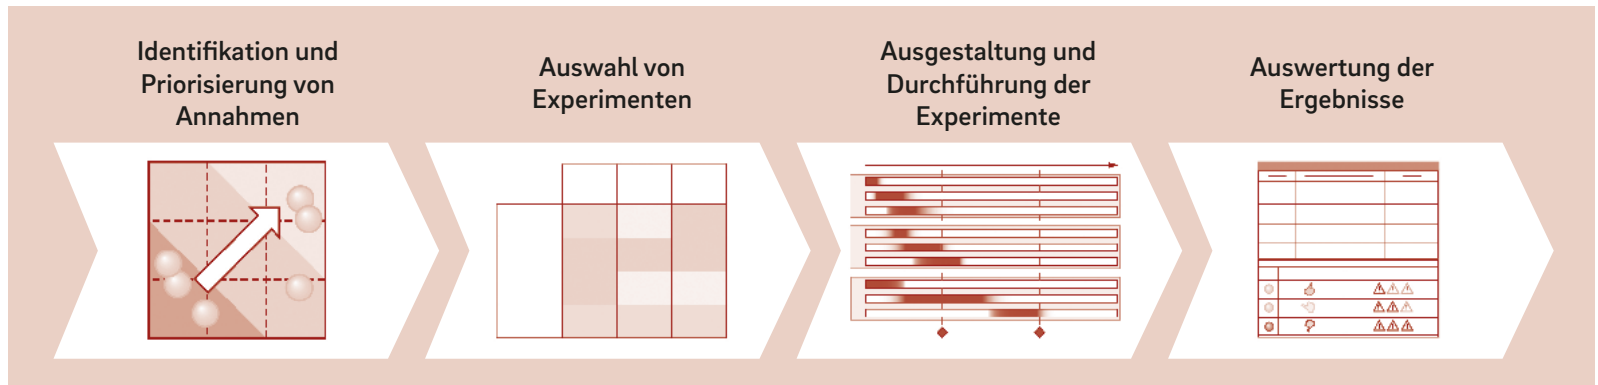 Identifikation und
Priorisierung von
Annahmen
Auswahl von
Experimenten
Ausgestaltung und
Durchführung der
Experimente
Auswertung der
Ergebnisse